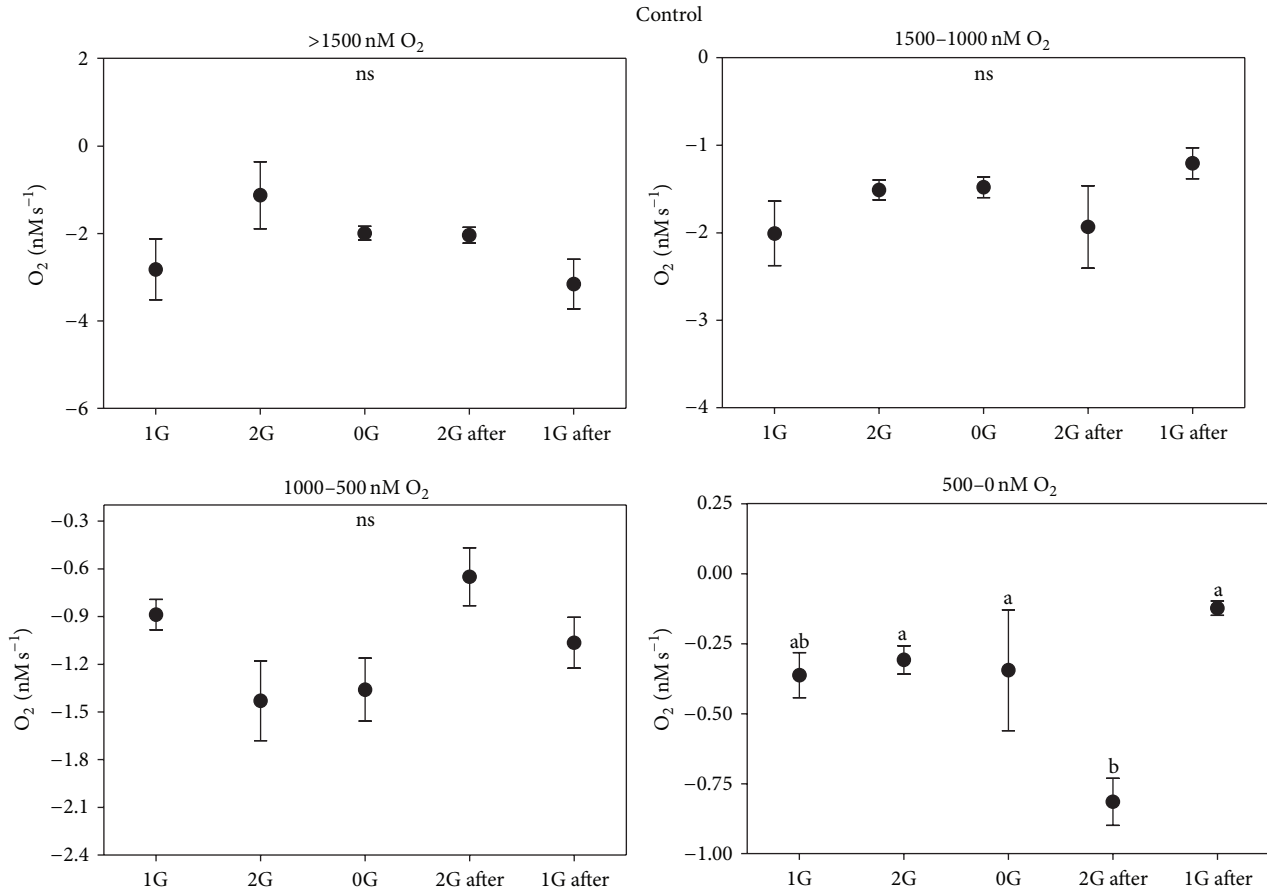 Control
>1500 nM O₂
ns
2
0
−2
−4
−6
O₂ (nM s⁻¹)
1G 2G 0G 2G after 1G after
1500–1000 nM O₂
ns
0
−1
−2
−3
−4
O₂ (nM s⁻¹)
1G 2G 0G 2G after 1G after
1000–500 nM O₂
ns
−0.3
−0.6
−0.9
−1.2
−1.5
−1.8
−2.1
−2.4
O₂ (nM s⁻¹)
1G 2G 0G 2G after 1G after
500–0 nM O₂
0.25
0.00
−0.25
−0.50
−0.75
−1.00
O₂ (nM s⁻¹)
ab a a b a
1G 2G 0G 2G after 1G after